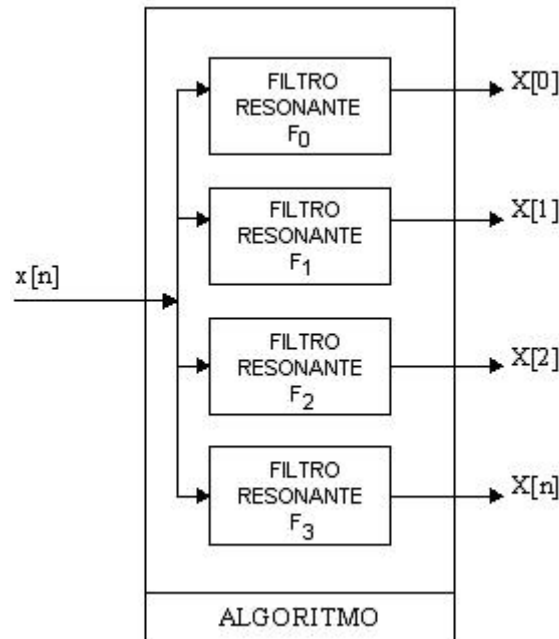 FILTRO
RESONANTE
F0
X[0]
FILTRO
RESONANTE
F1
X[1]
x[n]
FILTRO
RESONANTE
F2
X[2]
FILTRO
RESONANTE
F3
X[n]
ALGORITMO